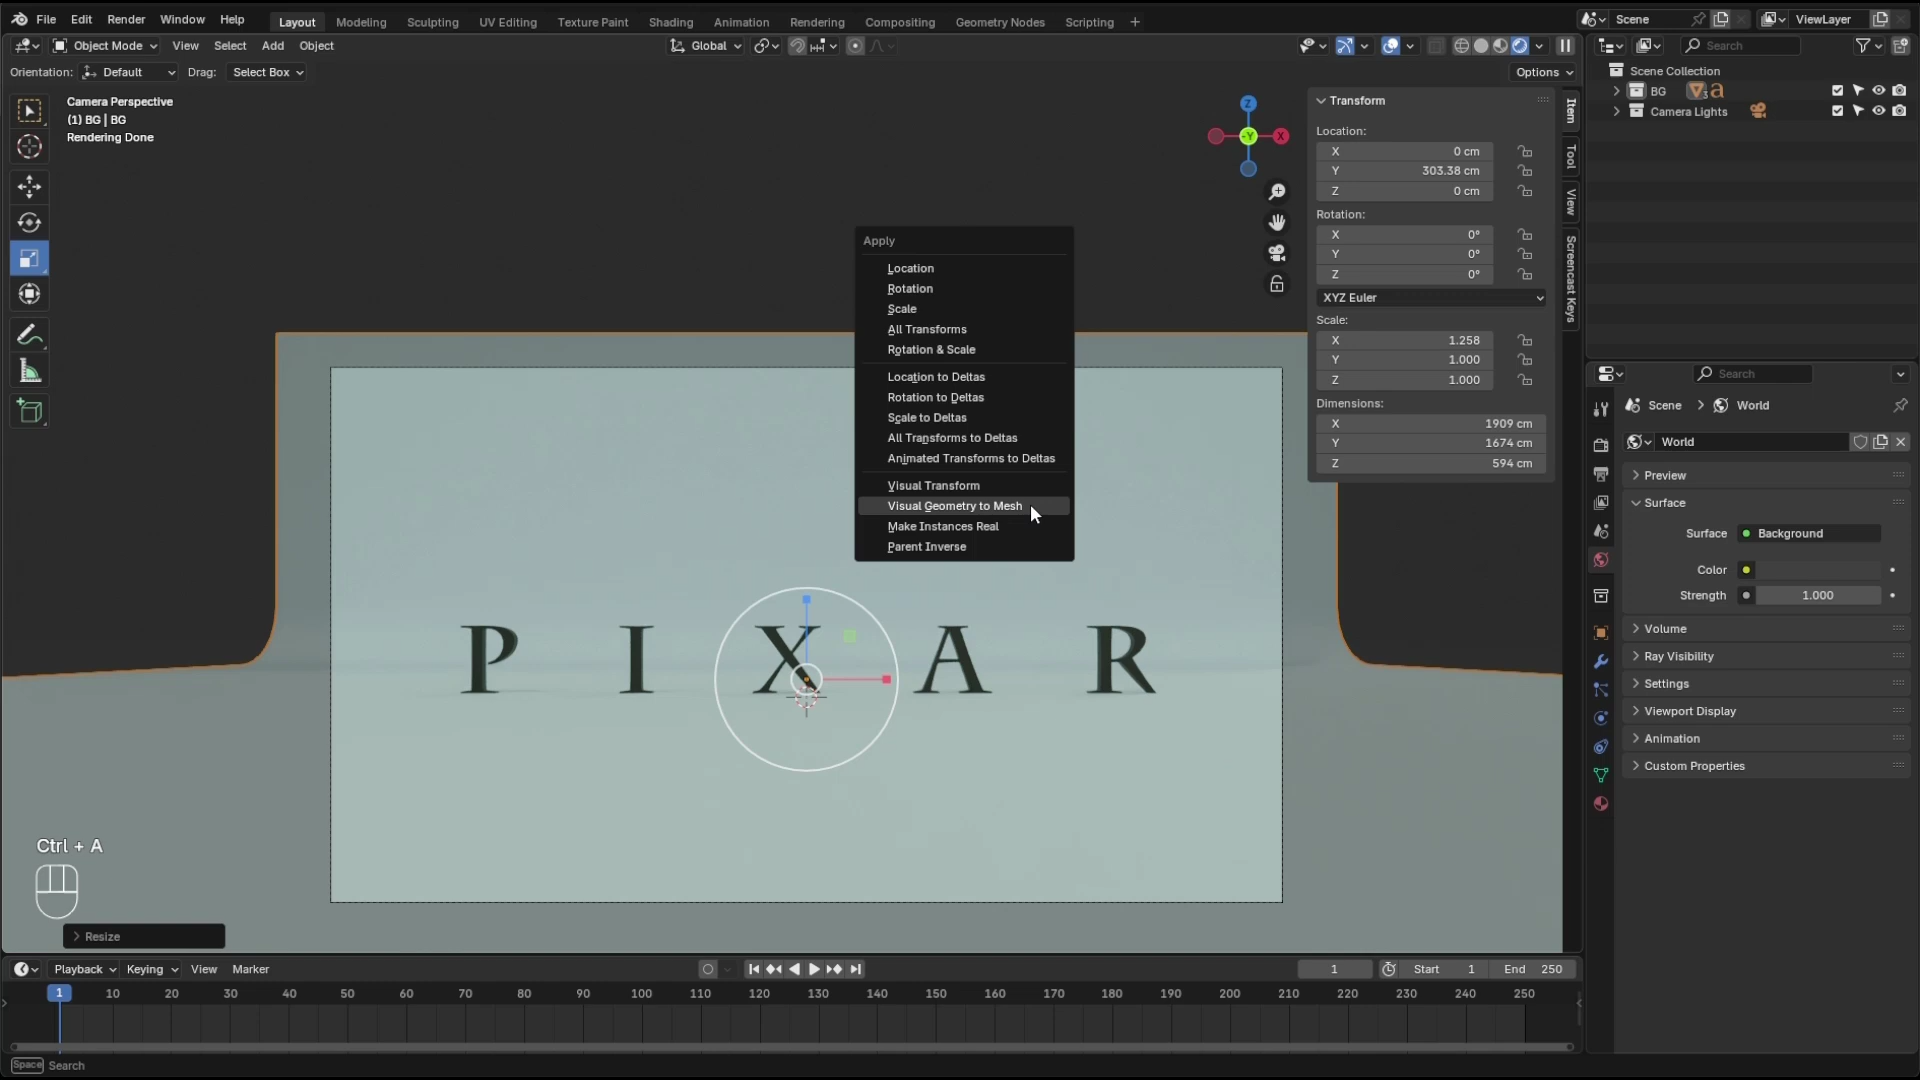 File Edit Render Window Help Layout Modeling Sculpting UV Editing Texture Paint Shading Animation Rendering Compositing Geometry Nodes Scripting + Scene ViewLayer
Object Mode View Select Add Object Global Search
Orientation: Default Drag: Select Box Options
Scene Collection
BG
Camera Lights
Camera Perspective
(1) BG | BG
Rendering Done
Z
-Y
X
Transform
Location:
X 0 cm
Y 303.38 cm
Z 0 cm
Rotation:
X 0°
Y 0°
Z 0°
XYZ Euler
Scale:
X 1.258
Y 1.000
Z 1.000
Dimensions:
X 1909 cm
Y 1674 cm
Z 594 cm
Item
Tool
View
Screencast Keys
Apply
Location
Rotation
Scale
All Transforms
Rotation & Scale
Location to Deltas
Rotation to Deltas
Scale to Deltas
All Transforms to Deltas
Animated Transforms to Deltas
Visual Transform
Visual Geometry to Mesh
Make Instances Real
Parent Inverse
P I X A R
Search
Scene > World
World
Preview
Surface
Surface Background
Color
Strength 1.000
Volume
Ray Visibility
Settings
Viewport Display
Animation
Custom Properties
Ctrl + A
Resize
Playback Keying View Marker 1 Start 1 End 250
1 10 20 30 40 50 60 70 80 90 100 110 120 130 140 150 160 170 180 190 200 210 220 230 240 250
Space Search